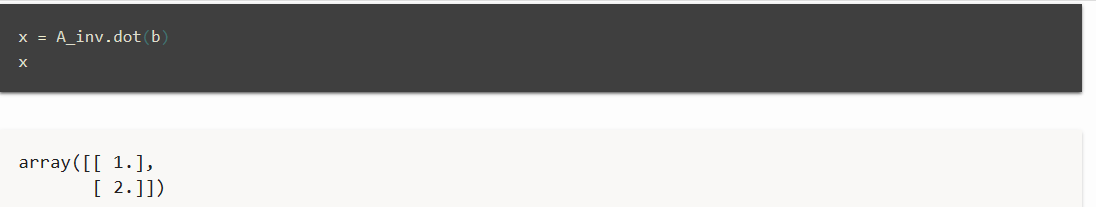 x = A_inv.dot(b)
x
array([[ 1.],
       [ 2.]])